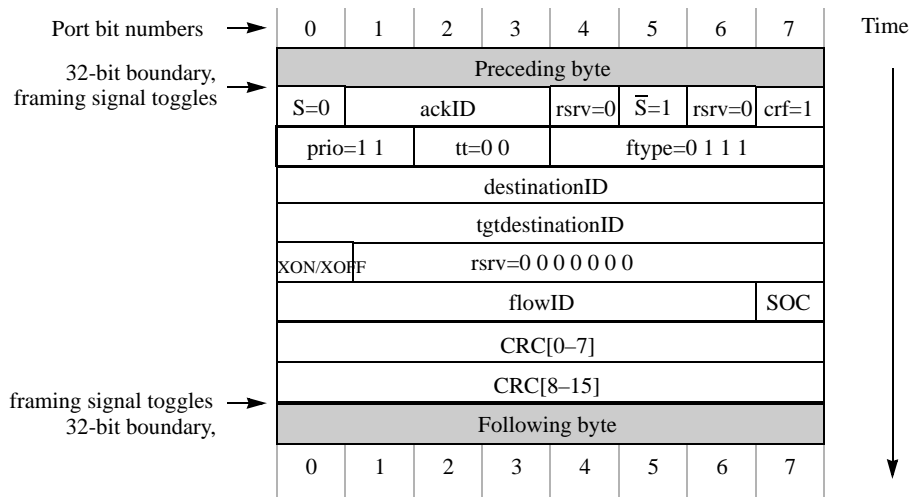 Port bit numbers 0 1 2 3 4 5 6 7 Time
32-bit boundary,
framing signal toggles
Preceding byte
S=0 ackID rsrv=0 S̅=1 rsrv=0 crf=1
prio=1 1 tt=0 0 ftype=0 1 1 1
destinationID
tgtdestinationID
XON/XOFF rsrv=0 0 0 0 0 0 0
flowID SOC
CRC[0–7]
CRC[8–15]
framing signal toggles
32-bit boundary,
Following byte
0 1 2 3 4 5 6 7